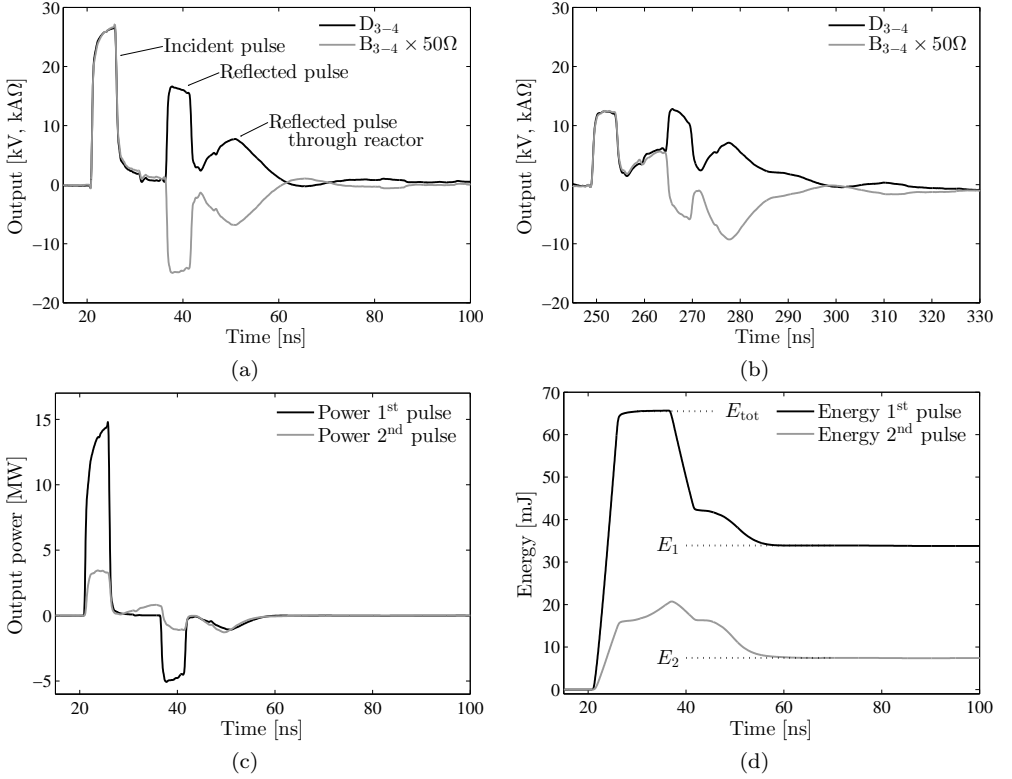 30
20
10
0
−10
−20
20
40
60
80
100
Output [kV, kAΩ]
Time [ns]
D3−4
B3−4 × 50Ω
Incident pulse
Reflected pulse
Reflected pulse
through reactor
(a)
30
20
10
0
−10
−20
250
260
270
280
290
300
310
320
330
Output [kV, kAΩ]
Time [ns]
D3−4
B3−4 × 50Ω
(b)
15
10
5
0
−5
20
40
60
80
100
Output power [MW]
Time [ns]
Power 1st pulse
Power 2nd pulse
(c)
70
60
50
40
30
20
10
0
20
40
60
80
100
Energy [mJ]
Time [ns]
Etot
Energy 1st pulse
Energy 2nd pulse
E1
E2
(d)